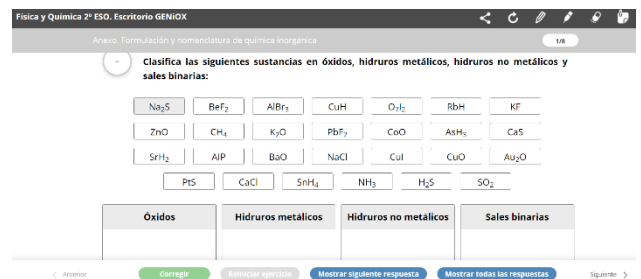 Física y Química 2º ESO. Escritorio GENiOX
Anexo. Formulación y nomenclatura de química inorgánica
1/8
Clasifica las siguientes sustancias en óxidos, hidruros metálicos, hidruros no metálicos y
sales binarias:
Na₂S BeF₂ AlBr₃ CuH O₇I₂ RbH KF
ZnO CH₄ K₂O PbF₂ CoO AsH₃ CaS
SrH₂ AlP BaO NaCl CuI CuO Au₂O
PtS CaCl SnH₄ NH₃ H₂S SO₂
Óxidos Hidruros metálicos Hidruros no metálicos Sales binarias
Anterior Corregir Reiniciar ejercicio Mostrar siguiente respuesta Mostrar todas las respuestas Siguiente